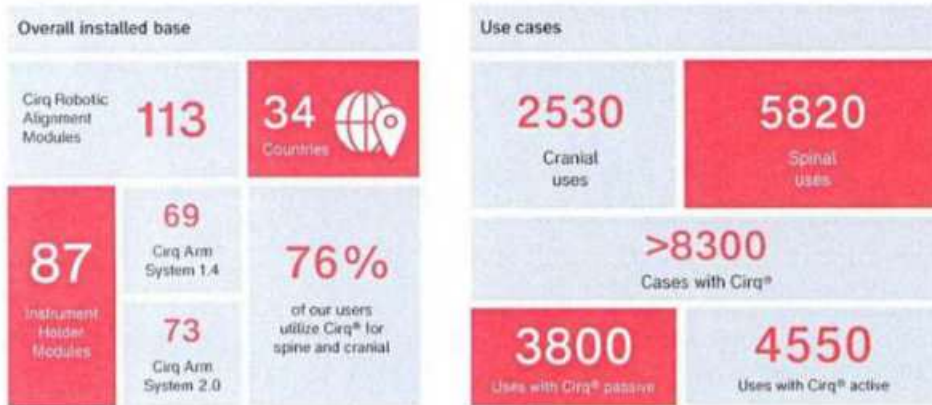 Overall installed base
Cirq Robotic
Alignment
Modules
113
34
Countries
87
Instrument
Holder
Modules
69
Cirq Arm
System 1.4
73
Cirq Arm
System 2.0
76%
of our users
utilize Cirq® for
spine and cranial
Use cases
2530
Cranial
uses
5820
Spinal
uses
>8300
Cases with Cirq®
3800
Uses with Cirq® passive
4550
Uses with Cirq® active